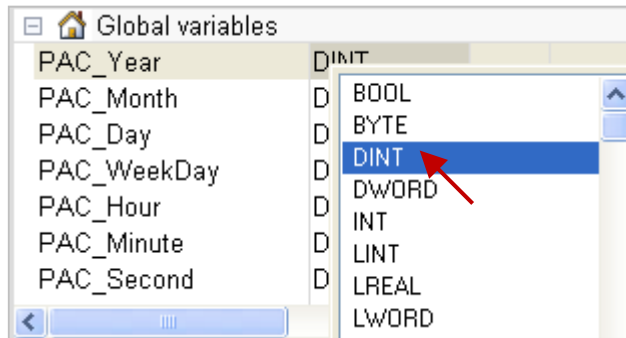 Global variables
PAC_Year DINT
PAC_Month D
PAC_Day D
PAC_WeekDay D
PAC_Hour D
PAC_Minute D
PAC_Second D
BOOL
BYTE
DINT
DWORD
INT
LINT
LREAL
LWORD